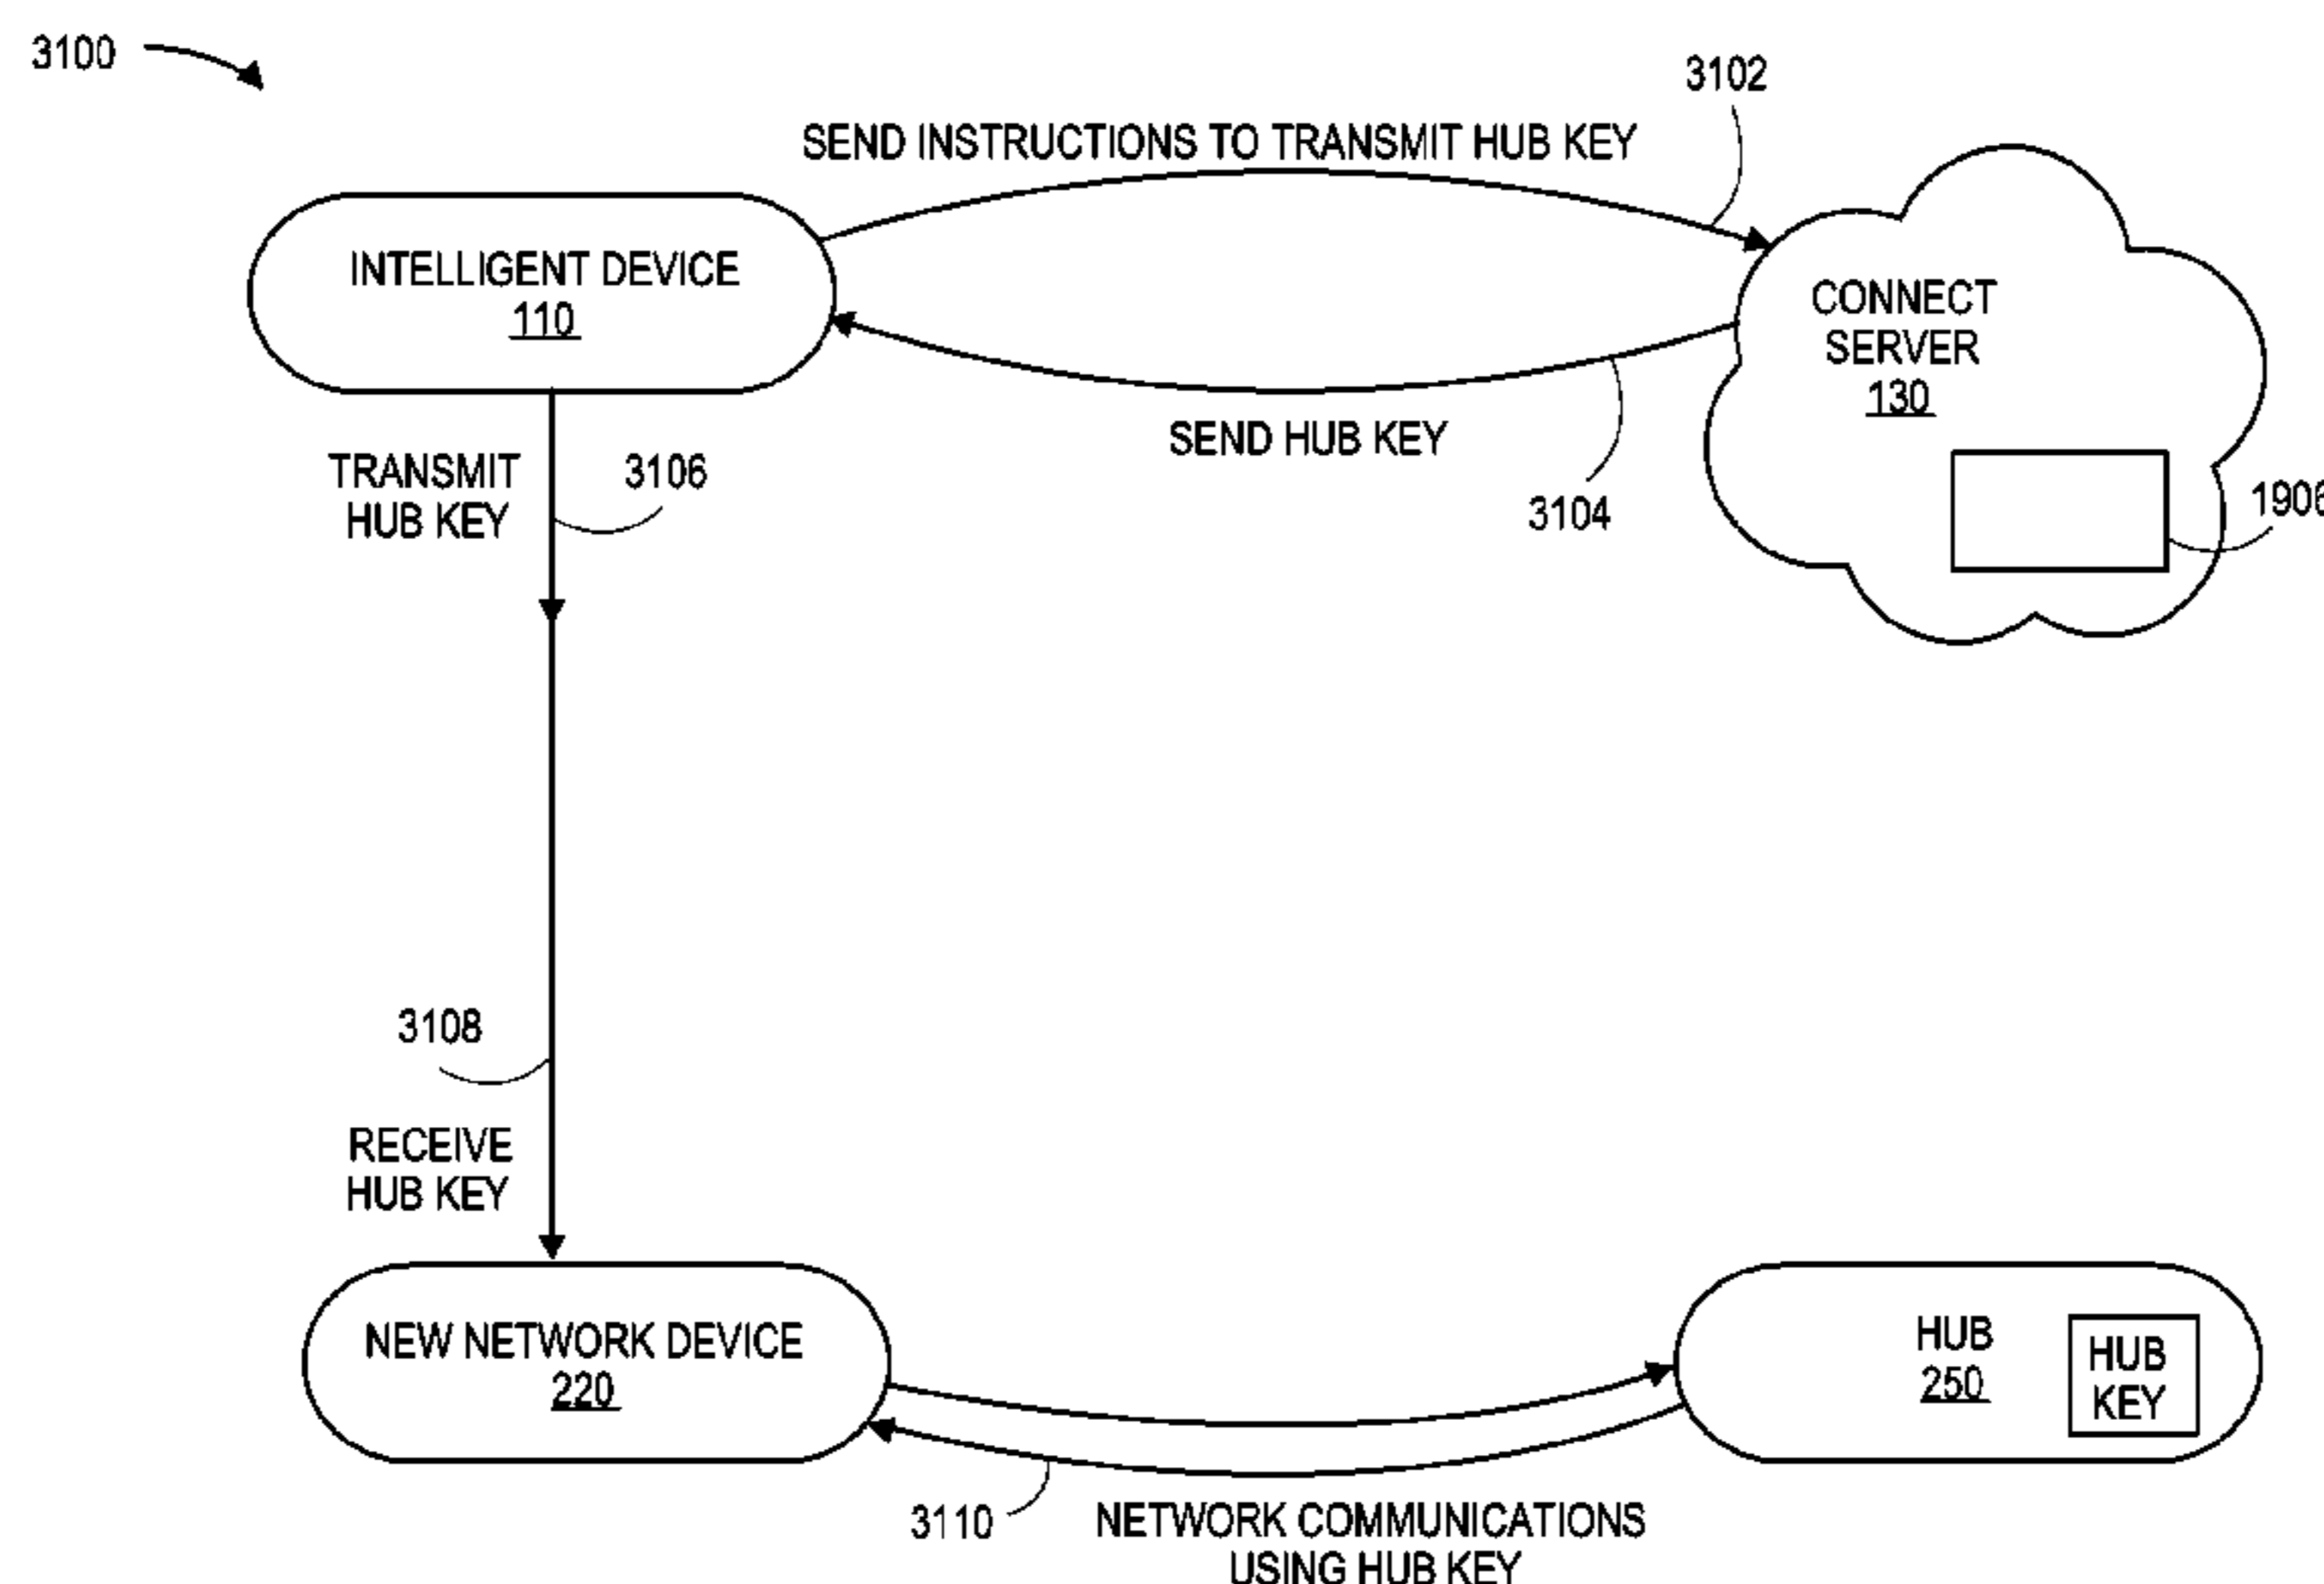 3100
3102
SEND INSTRUCTIONS TO TRANSMIT HUB KEY
INTELLIGENT DEVICE
110
CONNECT
SERVER
130
SEND HUB KEY
TRANSMIT
HUB KEY
3106
3104
1906
3108
RECEIVE
HUB KEY
NEW NETWORK DEVICE
220
HUB
250
HUB
KEY
3110
NETWORK COMMUNICATIONS
USING HUB KEY